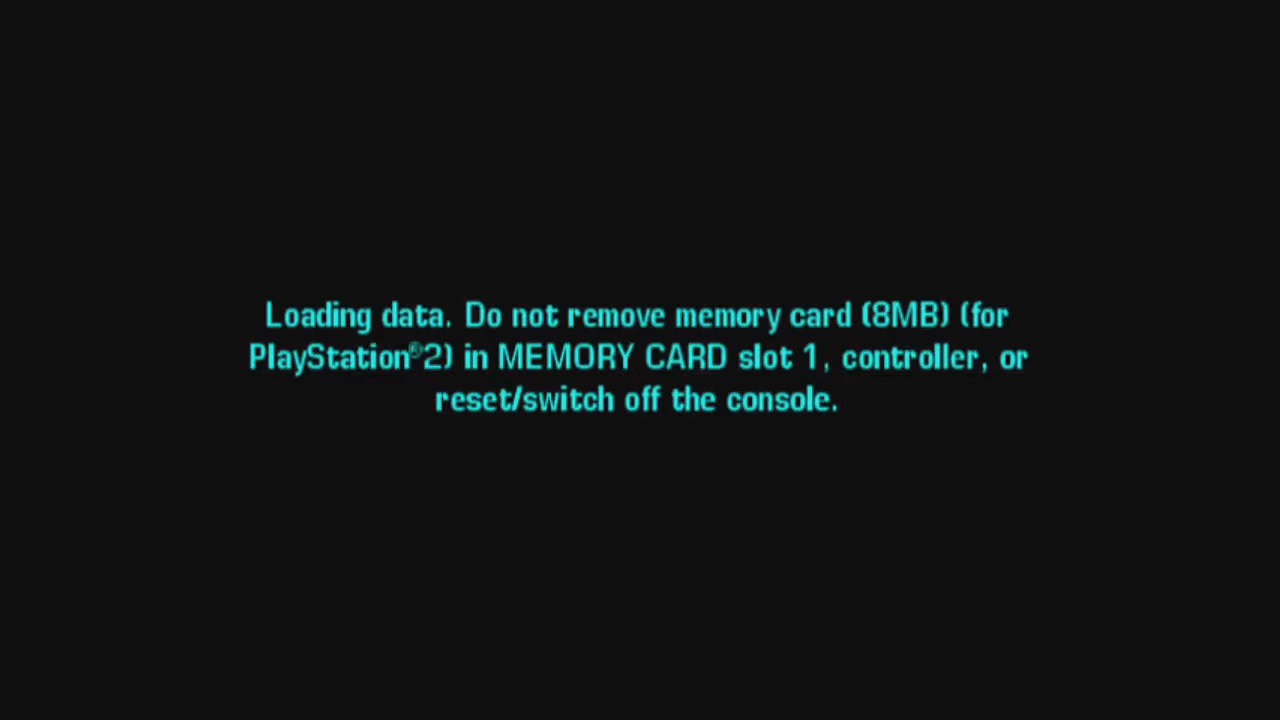 Loading data. Do not remove memory card (8MB) (for
PlayStation®2) in MEMORY CARD slot 1, controller, or
reset/switch off the console.